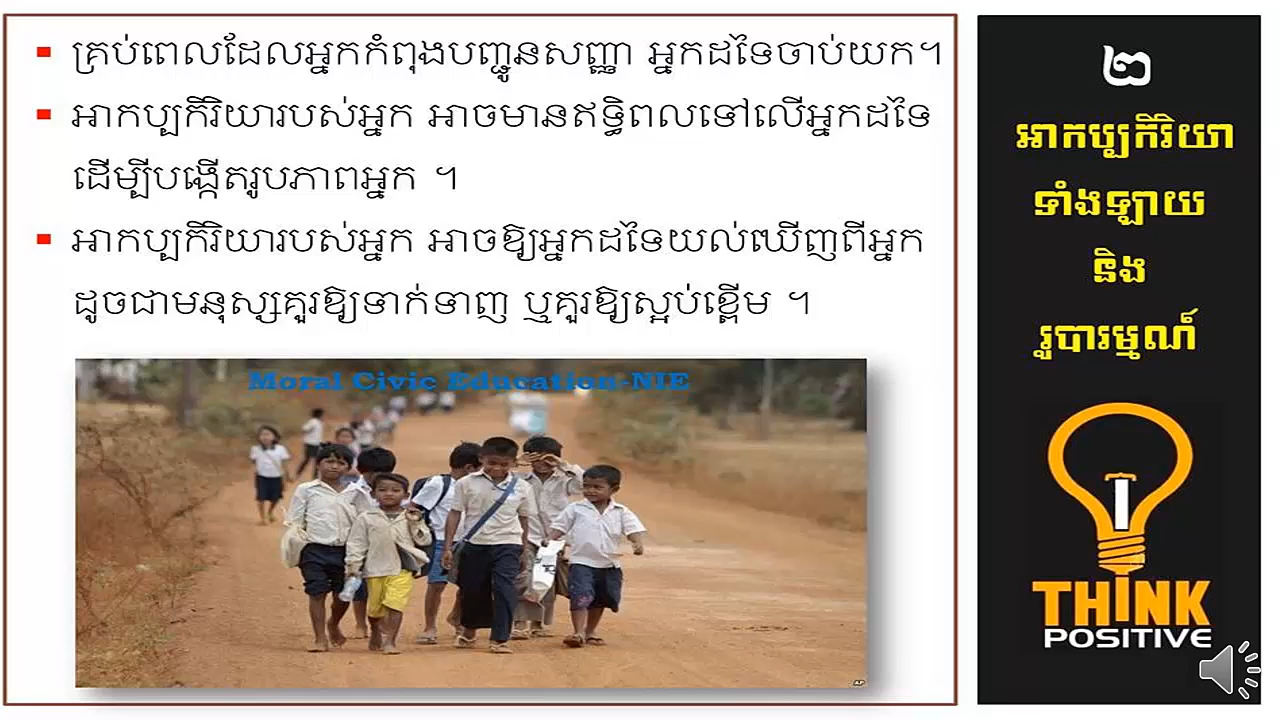 ▪ គ្រប់ពេលដែលអ្នកកំពុងបញ្ជូនសញ្ញា អ្នកដទៃចាប់យក។
▪ អាកប្បកិរិយារបស់អ្នក អាចមានឥទ្ធិពលទៅលើអ្នកដទៃ
ដើម្បីបង្កើតរូបភាពអ្នក ។
▪ អាកប្បកិរិយារបស់អ្នក អាចឱ្យអ្នកដទៃយល់ឃើញពីអ្នក
ដូចជាមនុស្សគួរឱ្យទាក់ទាញ ឬគួរឱ្យស្អប់ខ្ពើម ។
Moral Civic Education-NIE
២
អាកប្បកិរិយា
ទាំងឡាយ
និង
រូបារម្មណ៍
THINK
POSITIVE